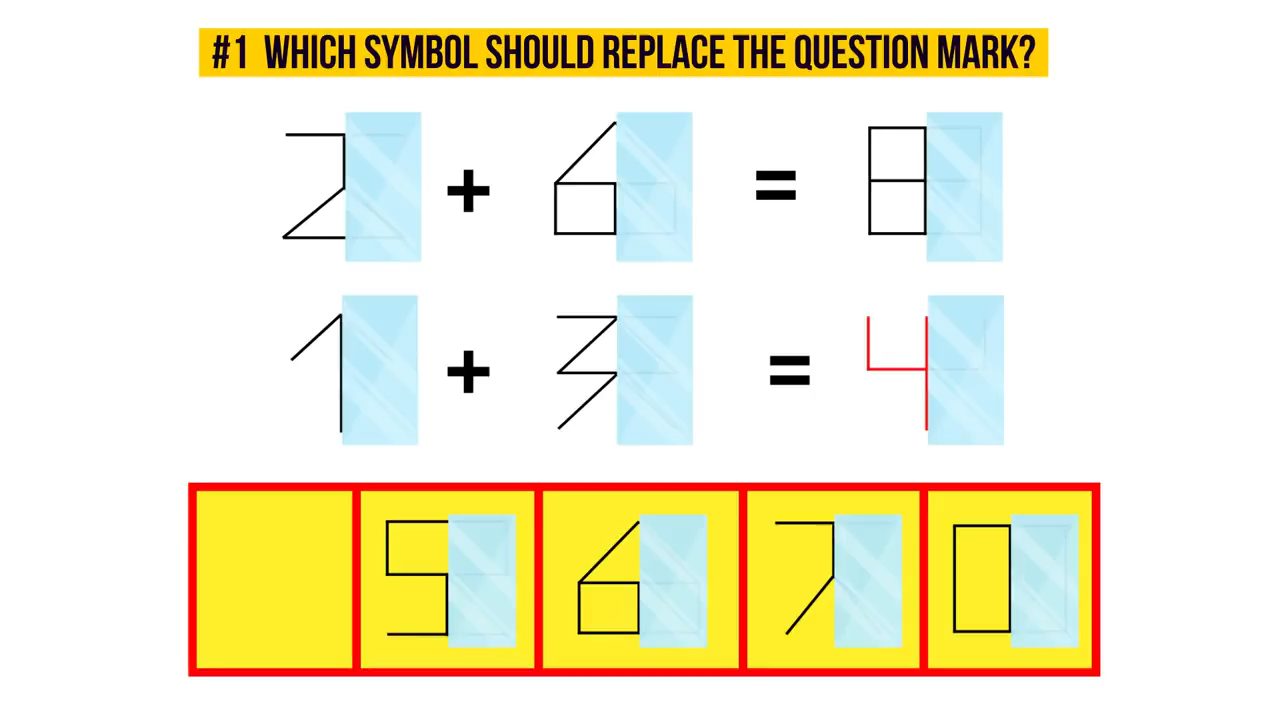 #1 WHICH SYMBOL SHOULD REPLACE THE QUESTION MARK?
2 + 6 = 8
1 + 3 = 4
5 6 7 0